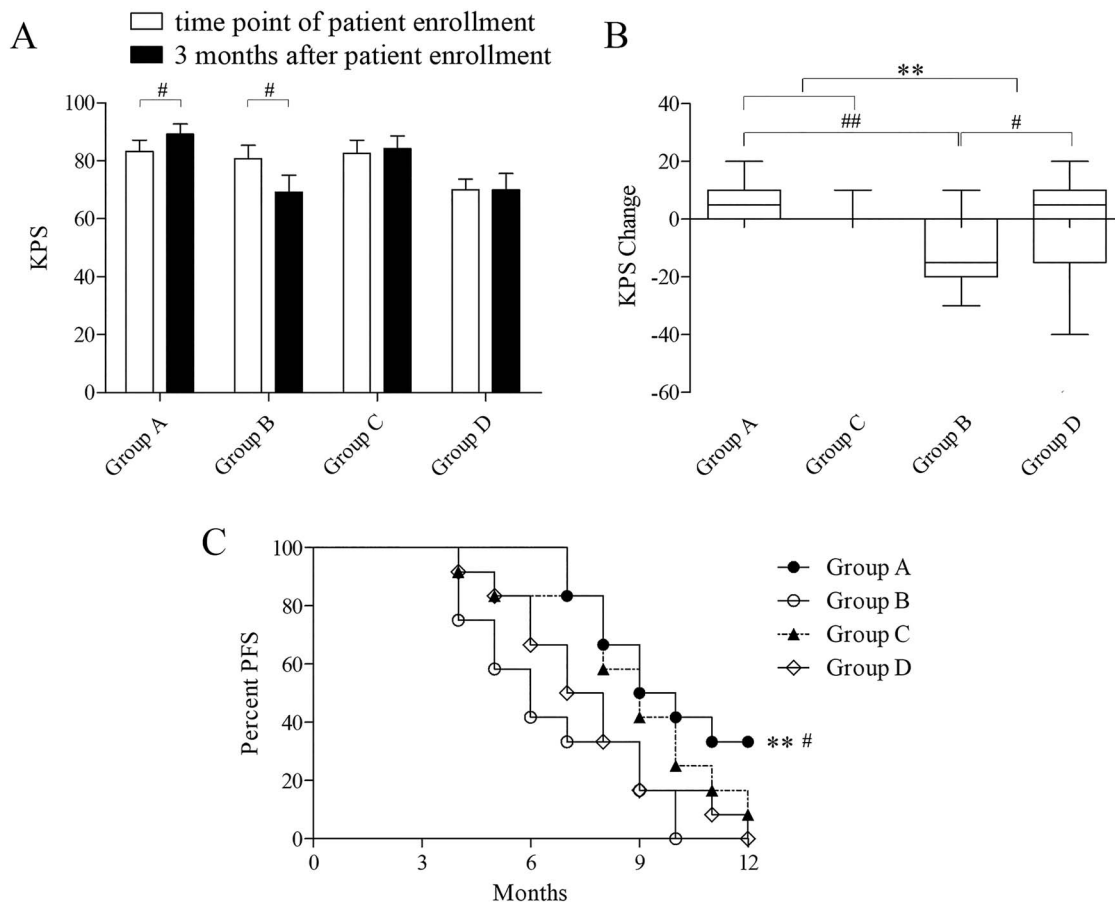 A
time point of patient enrollment
3 months after patient enrollment
# #
100
80
60
40
20
0
KPS
Group A Group B Group C Group D
B
**
## #
40
20
0
-20
-40
-60
KPS Change
Group A Group C Group B Group D
C
100
80
60
40
20
0
Percent PFS
0 3 6 9 12
Months
** #
Group A
Group B
Group C
Group D